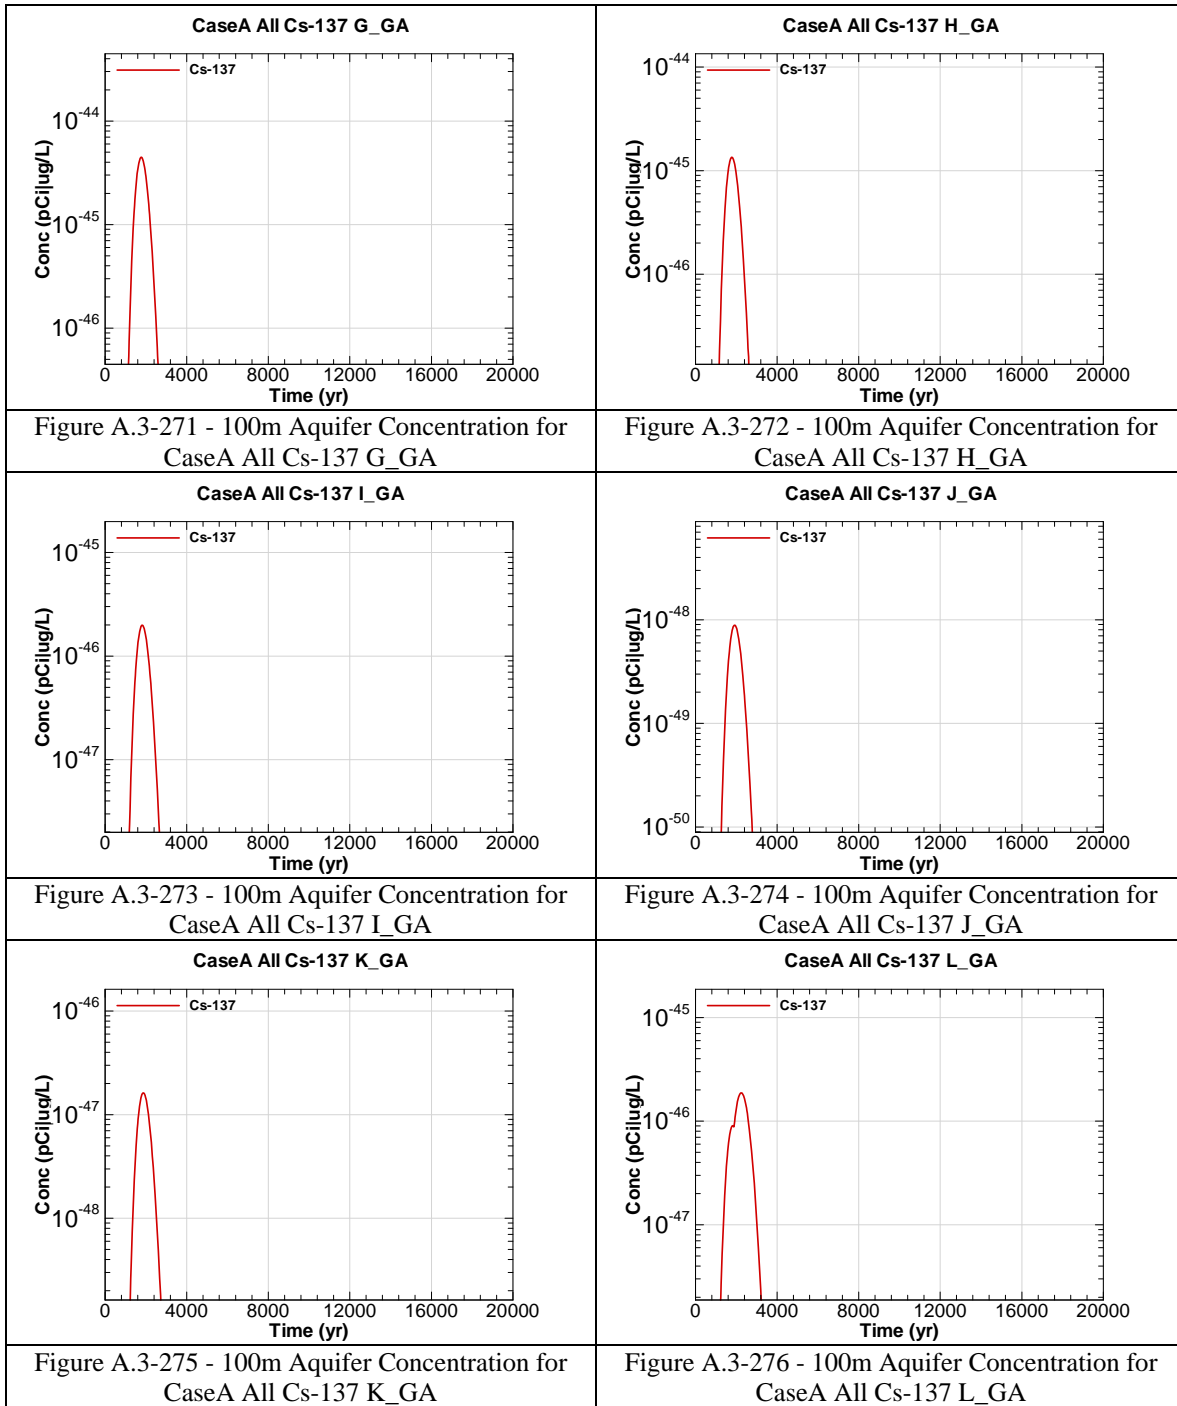 CaseA All Cs-137 G_GA
Cs-137
10-44
10-45
10-46
Conc (pCi|ug/L)
0 4000 8000 12000 16000 20000
Time (yr)
Figure A.3-271 - 100m Aquifer Concentration for
CaseA All Cs-137 G_GA
CaseA All Cs-137 H_GA
Cs-137
10-44
10-45
10-46
Conc (pCi|ug/L)
0 4000 8000 12000 16000 20000
Time (yr)
Figure A.3-272 - 100m Aquifer Concentration for
CaseA All Cs-137 H_GA
CaseA All Cs-137 I_GA
Cs-137
10-45
10-46
10-47
Conc (pCi|ug/L)
0 4000 8000 12000 16000 20000
Time (yr)
Figure A.3-273 - 100m Aquifer Concentration for
CaseA All Cs-137 I_GA
CaseA All Cs-137 J_GA
Cs-137
10-48
10-49
10-50
Conc (pCi|ug/L)
0 4000 8000 12000 16000 20000
Time (yr)
Figure A.3-274 - 100m Aquifer Concentration for
CaseA All Cs-137 J_GA
CaseA All Cs-137 K_GA
Cs-137
10-46
10-47
10-48
Conc (pCi|ug/L)
0 4000 8000 12000 16000 20000
Time (yr)
Figure A.3-275 - 100m Aquifer Concentration for
CaseA All Cs-137 K_GA
CaseA All Cs-137 L_GA
Cs-137
10-45
10-46
10-47
Conc (pCi|ug/L)
0 4000 8000 12000 16000 20000
Time (yr)
Figure A.3-276 - 100m Aquifer Concentration for
CaseA All Cs-137 L_GA